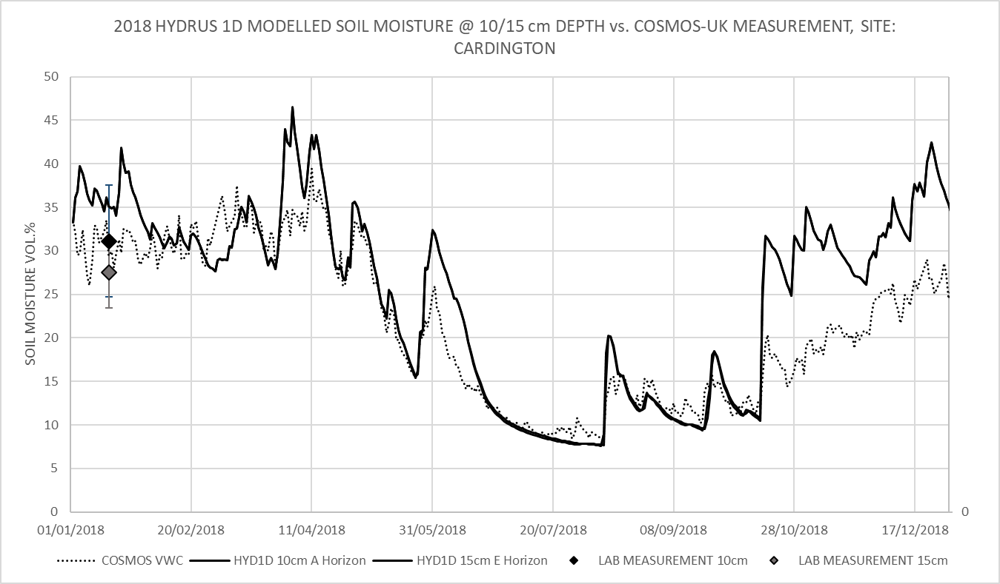 2018 HYDRUS 1D MODELLED SOIL MOISTURE @ 10/15 cm DEPTH vs. COSMOS-UK MEASUREMENT, SITE:
CARDINGTON
SOIL MOISTURE VOL.%
50
45
40
35
30
25
20
15
10
5
0
0
01/01/2018 20/02/2018 11/04/2018 31/05/2018 20/07/2018 08/09/2018 28/10/2018 17/12/2018
COSMOS VWC HYD1D 10cm A Horizon HYD1D 15cm E Horizon LAB MEASUREMENT 10cm LAB MEASUREMENT 15cm